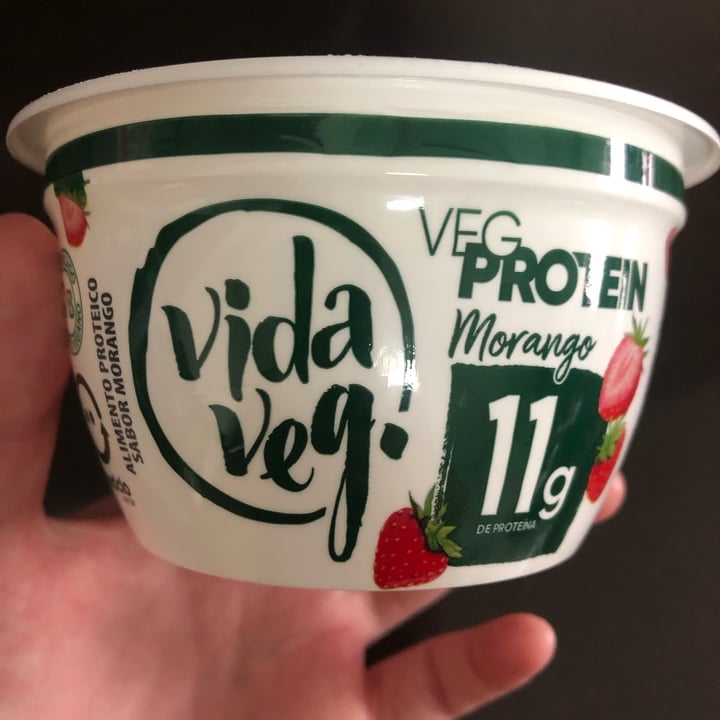 vida
veg.
VEG
PROTEIN
Morango
11g
DE PROTEÍNA
ALIMENTO PROTEICO
SABOR MORANGO